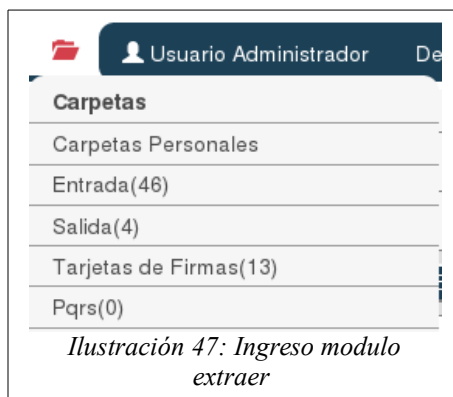 Usuario Administrador De
Carpetas
Carpetas Personales
Entrada(46)
Salida(4)
Tarjetas de Firmas(13)
Pqrs(0)
Ilustración 47: Ingreso modulo
extraer